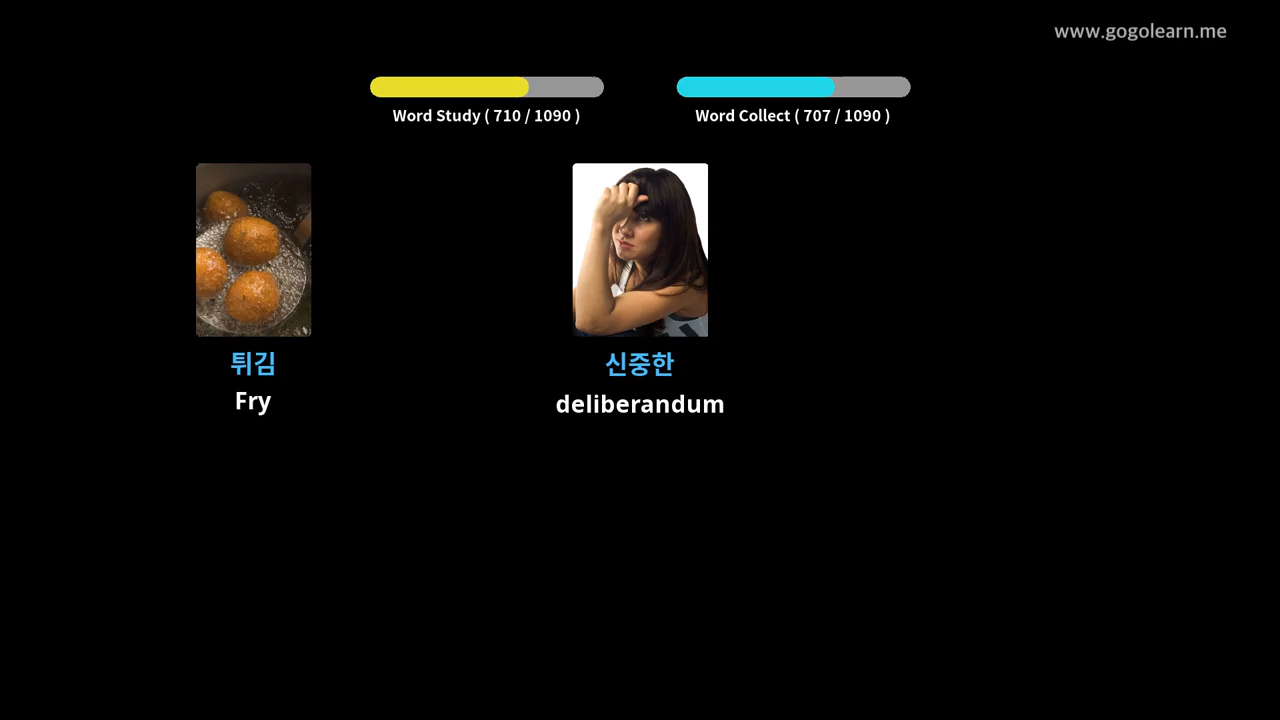 www.gogolearn.me
Word Study ( 710 / 1090 )
Word Collect ( 707 / 1090 )
튀김
Fry
신중한
deliberandum